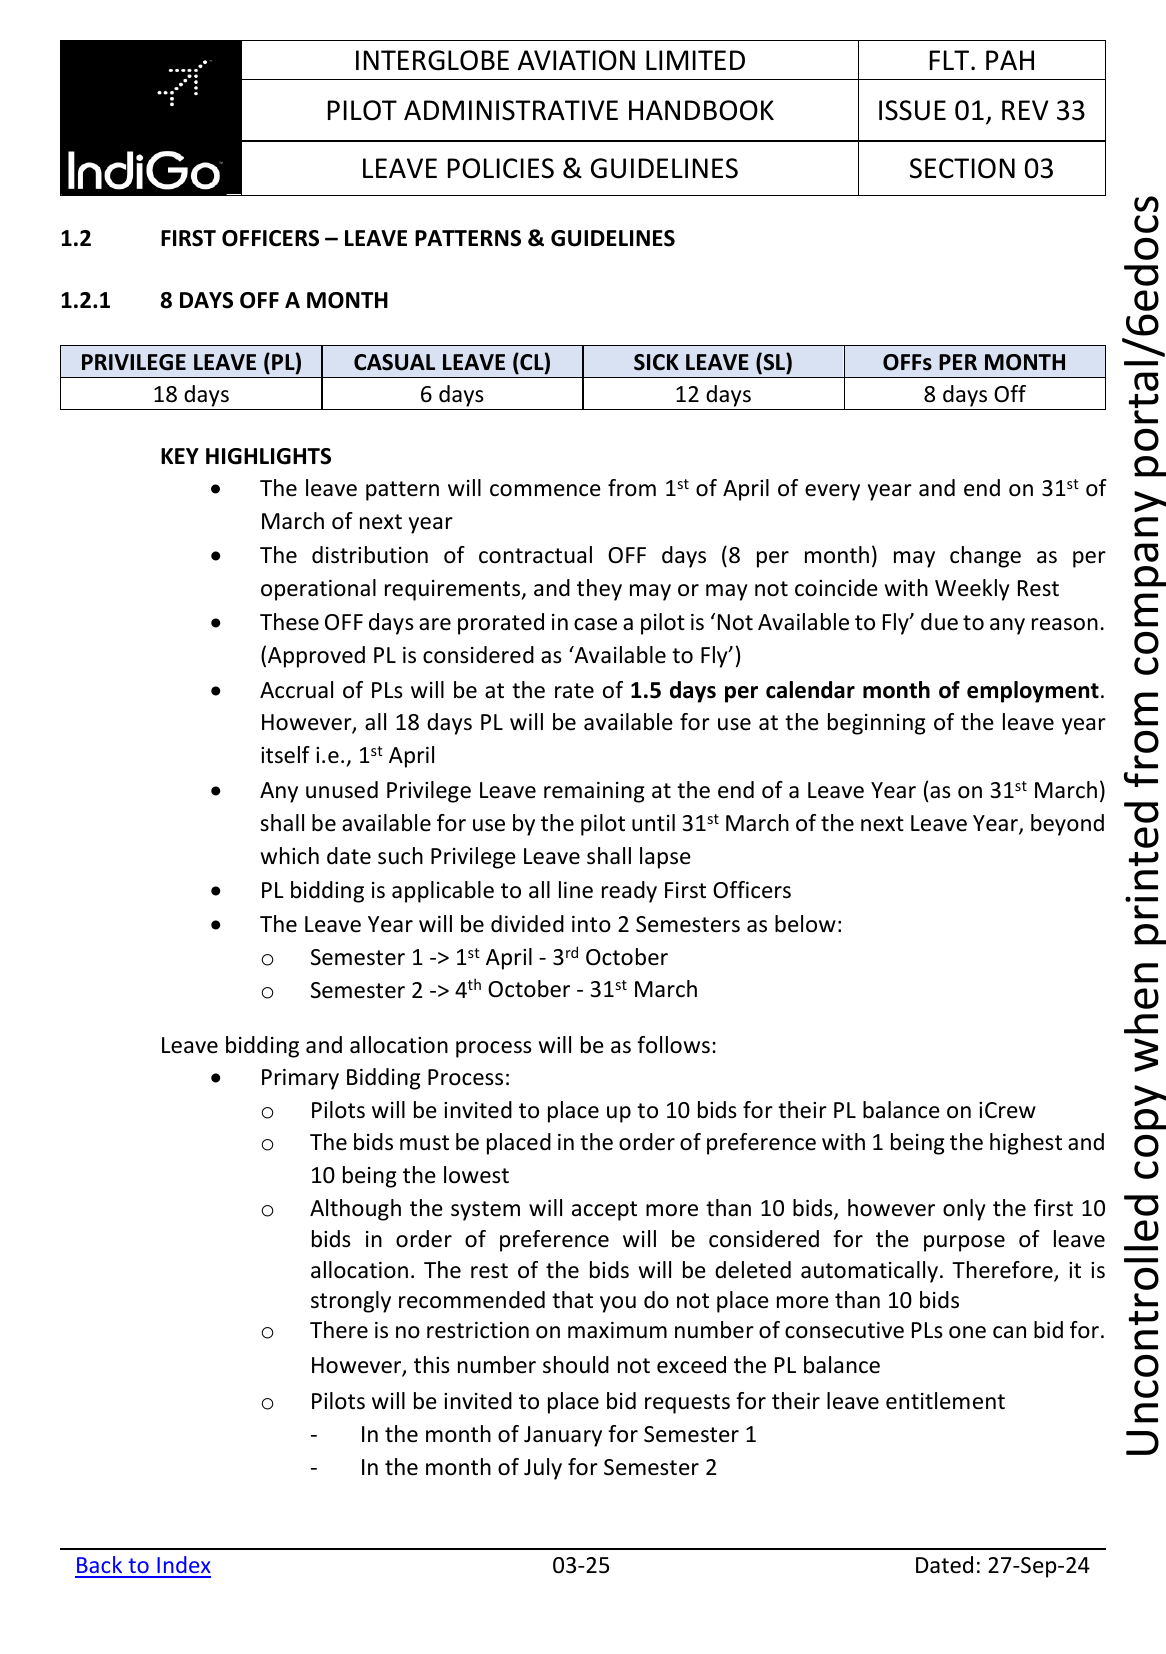 IndiGo
INTERGLOBE AVIATION LIMITED
FLT. PAH
PILOT ADMINISTRATIVE HANDBOOK
ISSUE 01, REV 33
LEAVE POLICIES & GUIDELINES
SECTION 03
1.2 FIRST OFFICERS – LEAVE PATTERNS & GUIDELINES
1.2.1 8 DAYS OFF A MONTH
PRIVILEGE LEAVE (PL) CASUAL LEAVE (CL) SICK LEAVE (SL) OFFs PER MONTH
18 days 6 days 12 days 8 days Off
KEY HIGHLIGHTS
• The leave pattern will commence from 1st of April of every year and end on 31st of
March of next year
• The distribution of contractual OFF days (8 per month) may change as per
operational requirements, and they may or may not coincide with Weekly Rest
• These OFF days are prorated in case a pilot is ‘Not Available to Fly’ due to any reason.
(Approved PL is considered as ‘Available to Fly’)
• Accrual of PLs will be at the rate of 1.5 days per calendar month of employment.
However, all 18 days PL will be available for use at the beginning of the leave year
itself i.e., 1st April
• Any unused Privilege Leave remaining at the end of a Leave Year (as on 31st March)
shall be available for use by the pilot until 31st March of the next Leave Year, beyond
which date such Privilege Leave shall lapse
• PL bidding is applicable to all line ready First Officers
• The Leave Year will be divided into 2 Semesters as below:
o Semester 1 -> 1st April - 3rd October
o Semester 2 -> 4th October - 31st March
Leave bidding and allocation process will be as follows:
• Primary Bidding Process:
o Pilots will be invited to place up to 10 bids for their PL balance on iCrew
o The bids must be placed in the order of preference with 1 being the highest and
10 being the lowest
o Although the system will accept more than 10 bids, however only the first 10
bids in order of preference will be considered for the purpose of leave
allocation. The rest of the bids will be deleted automatically. Therefore, it is
strongly recommended that you do not place more than 10 bids
o There is no restriction on maximum number of consecutive PLs one can bid for.
However, this number should not exceed the PL balance
o Pilots will be invited to place bid requests for their leave entitlement
- In the month of January for Semester 1
- In the month of July for Semester 2
Back to Index 03-25 Dated: 27-Sep-24
Uncontrolled copy when printed from company portal/6edocs